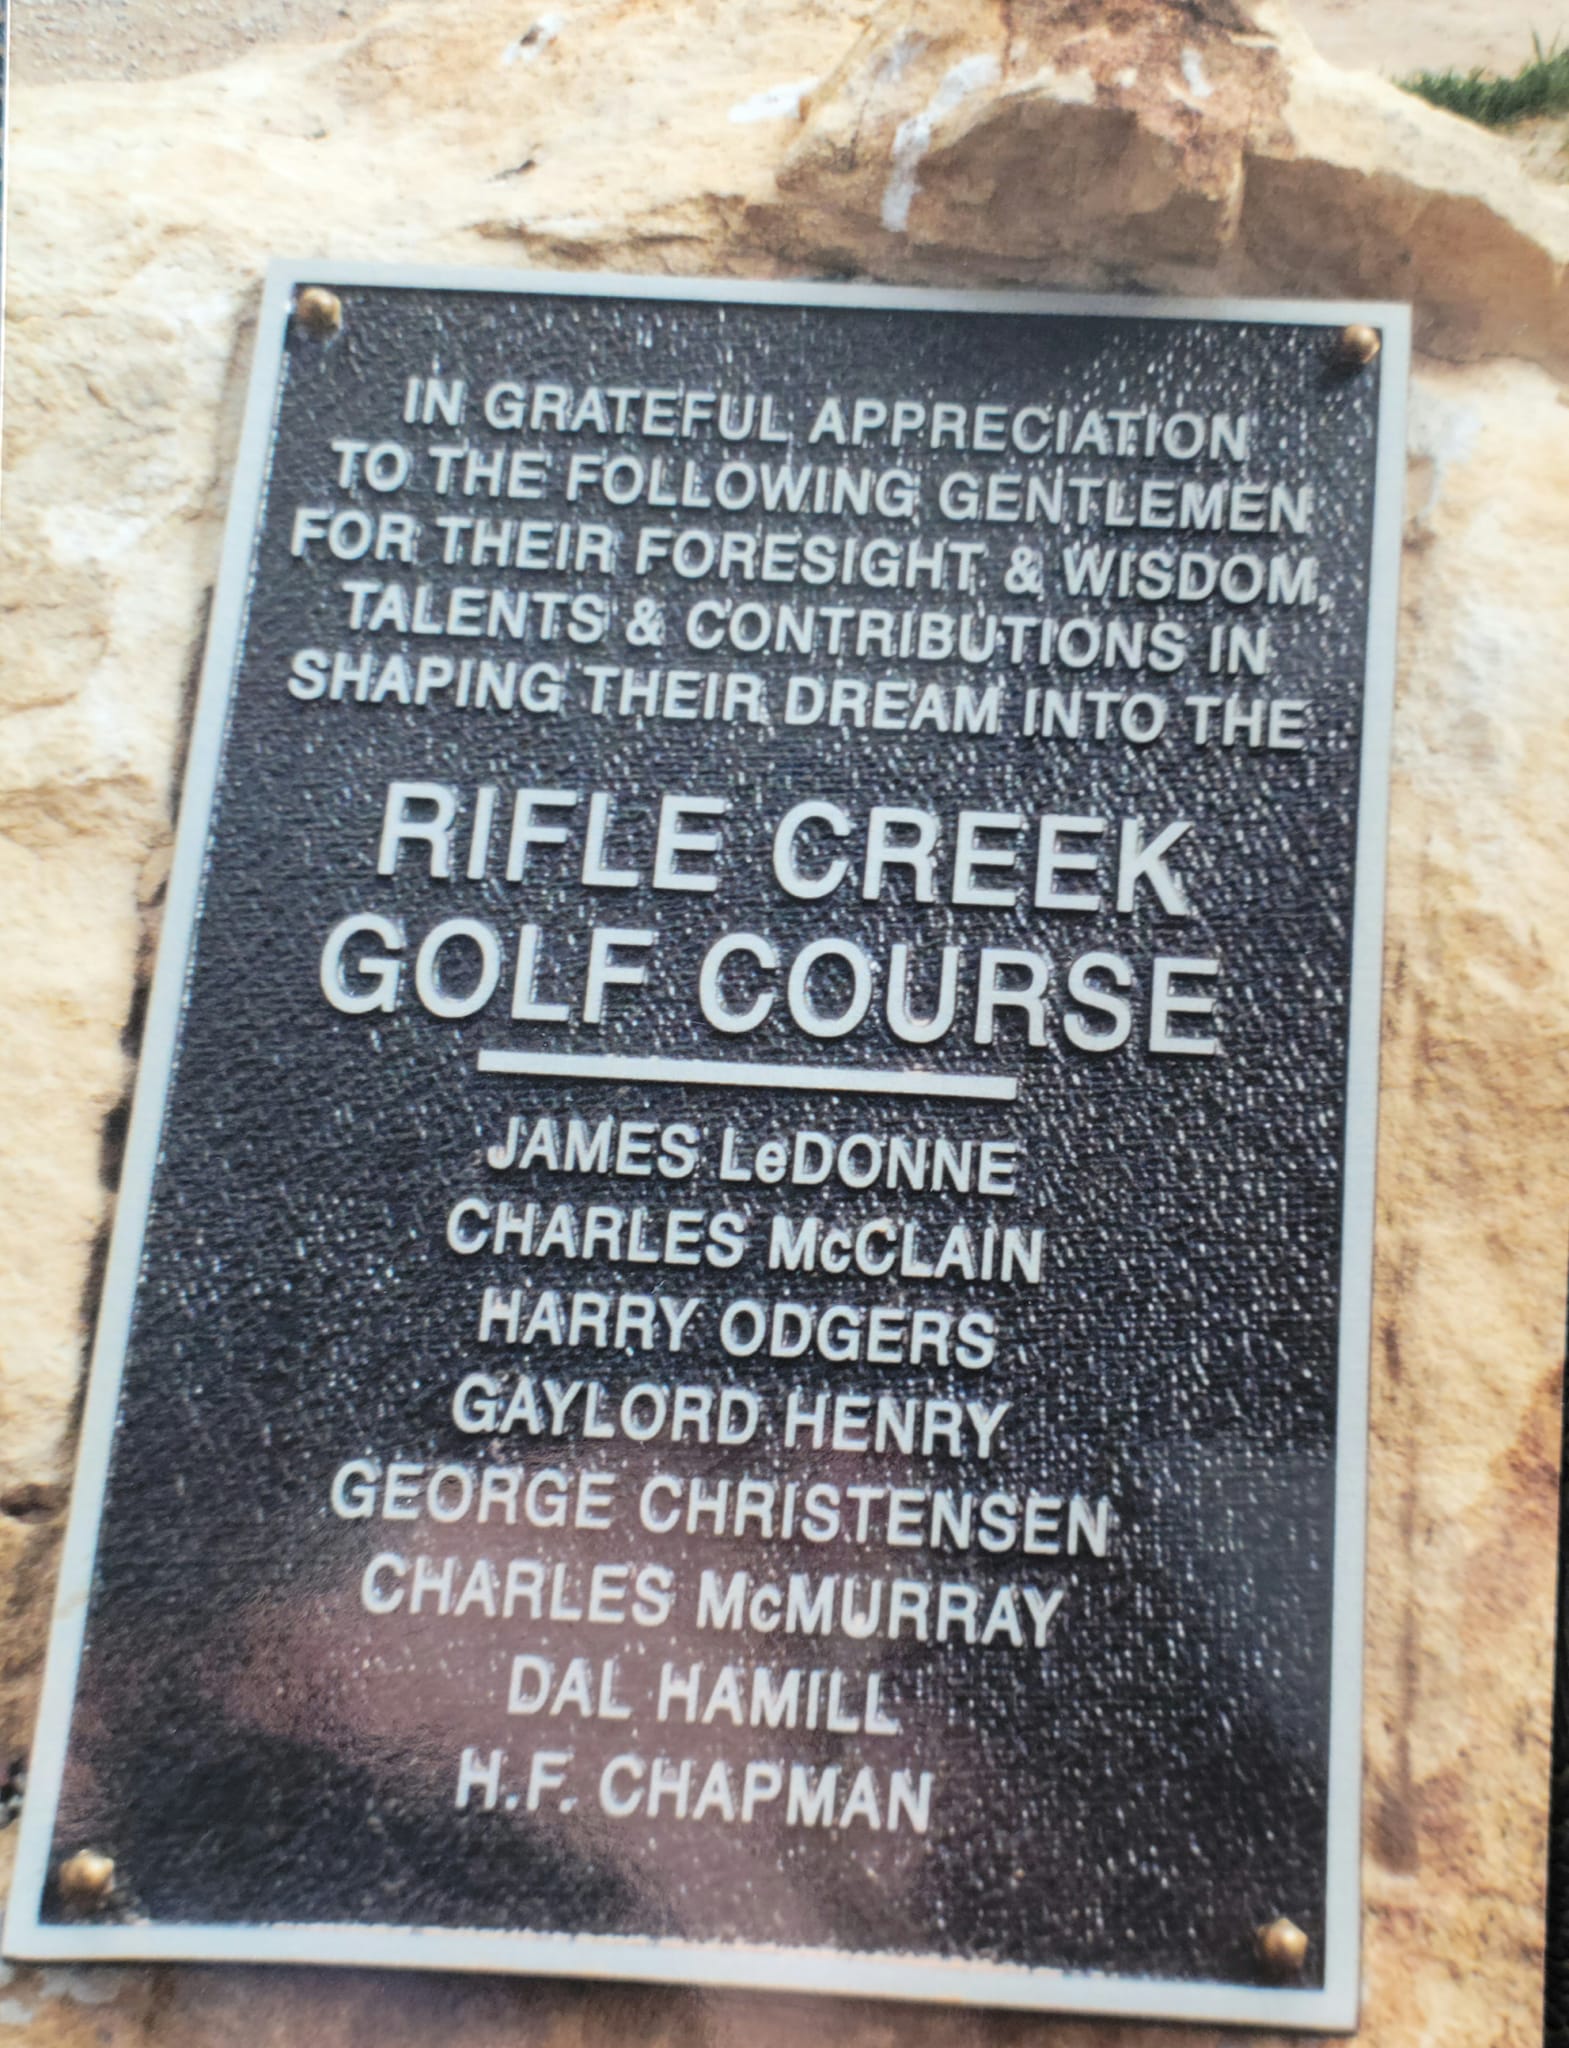 IN GRATEFUL APPRECIATION
TO THE FOLLOWING GENTLEMEN
FOR THEIR FORESIGHT & WISDOM,
TALENTS & CONTRIBUTIONS IN
SHAPING THEIR DREAM INTO THE
RIFLE CREEK
GOLF COURSE
JAMES LeDONNE
CHARLES McCLAIN
HARRY ODGERS
GAYLORD HENRY
GEORGE CHRISTENSEN
CHARLES McMURRAY
DAL HAMILL
H.F. CHAPMAN